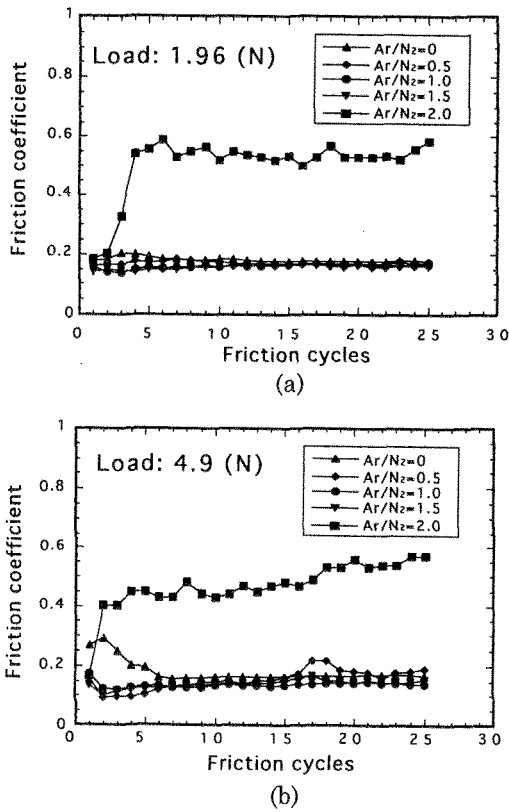 1
0.8
0.6
0.4
0.2
0
Friction coefficient
Load: 1.96 (N)
Ar/N2=0
Ar/N2=0.5
Ar/N2=1.0
Ar/N2=1.5
Ar/N2=2.0
0 5 10 15 20 25 30
Friction cycles
(a)
1
0.8
0.6
0.4
0.2
0
Friction coefficient
Load: 4.9 (N)
Ar/N2=0
Ar/N2=0.5
Ar/N2=1.0
Ar/N2=1.5
Ar/N2=2.0
0 5 10 15 20 25 30
Friction cycles
(b)